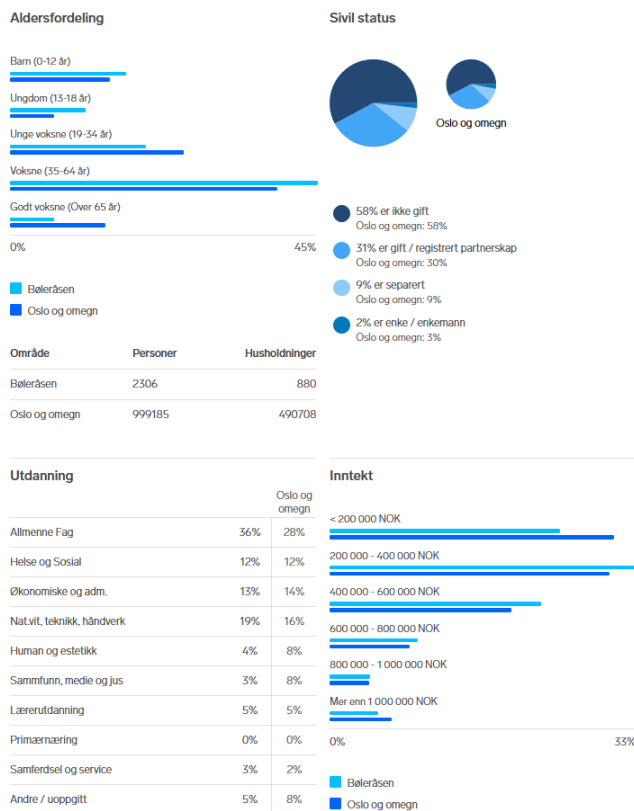 Aldersfordeling
Barn (0-12 år)
Ungdom (13-18 år)
Unge voksne (19-34 år)
Voksne (35-64 år)
Godt voksne (Over 65 år)
0% 45%
Bøleråsen
Oslo og omegn
Område Personer Husholdninger
Bøleråsen 2306 880
Oslo og omegn 999185 490708
Sivil status
Oslo og omegn
58% er ikke gift
Oslo og omegn: 58%
31% er gift / registrert partnerskap
Oslo og omegn: 30%
9% er separert
Oslo og omegn: 9%
2% er enke / enkemann
Oslo og omegn: 3%
Utdanning
Oslo og
omegn
Allmenne Fag 36% 28%
Helse og Sosial 12% 12%
Økonomiske og adm. 13% 14%
Nat.vit, teknikk, håndverk 19% 16%
Human og estetikk 4% 8%
Sammfunn, medie og jus 3% 8%
Lærerutdanning 5% 5%
Primærnæring 0% 0%
Samferdsel og service 3% 2%
Andre / uoppgitt 5% 8%
Inntekt
< 200 000 NOK
200 000 - 400 000 NOK
400 000 - 600 000 NOK
600 000 - 800 000 NOK
800 000 - 1 000 000 NOK
Mer enn 1 000 000 NOK
0% 33%
Bøleråsen
Oslo og omegn